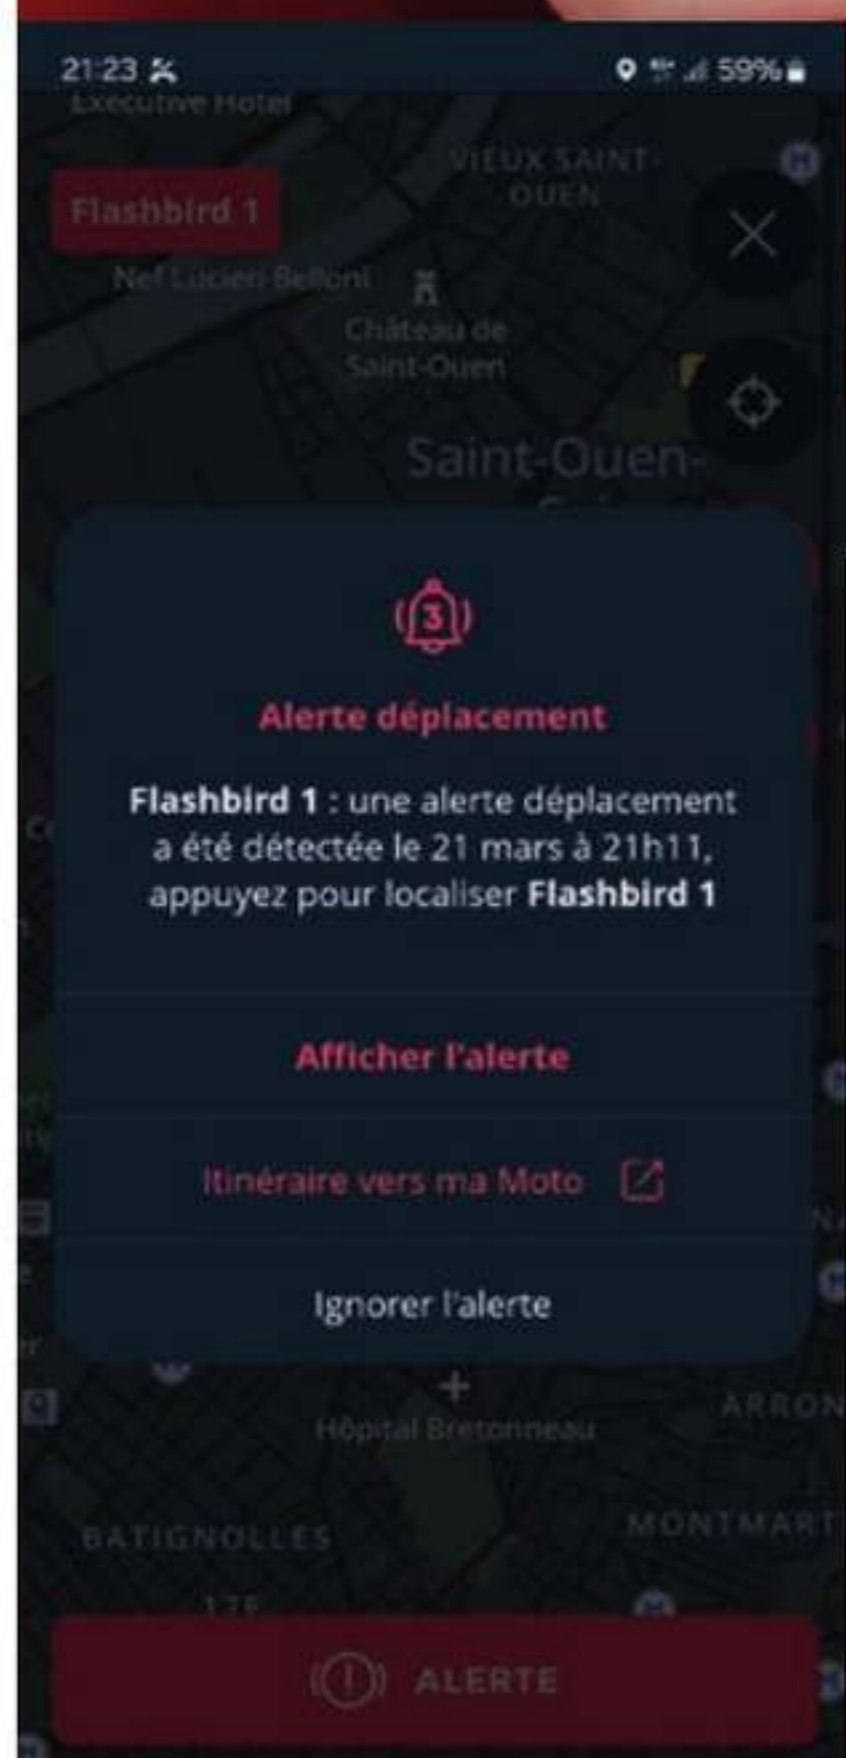 21:23
59%
Executive Hotel
VIEUX SAINT-
OUEN
Flashbird 1
Nef Lucien Belloni
Château de
Saint-Ouen
Saint-Ouen-
3
Alerte déplacement
Flashbird 1 : une alerte déplacement
a été détectée le 21 mars à 21h11,
appuyez pour localiser Flashbird 1
Afficher l'alerte
Itinéraire vers ma Moto
Ignorer l'alerte
Hôpital Bretonneau
ARRON
BATIGNOLLES
MONTMART
ALERTE